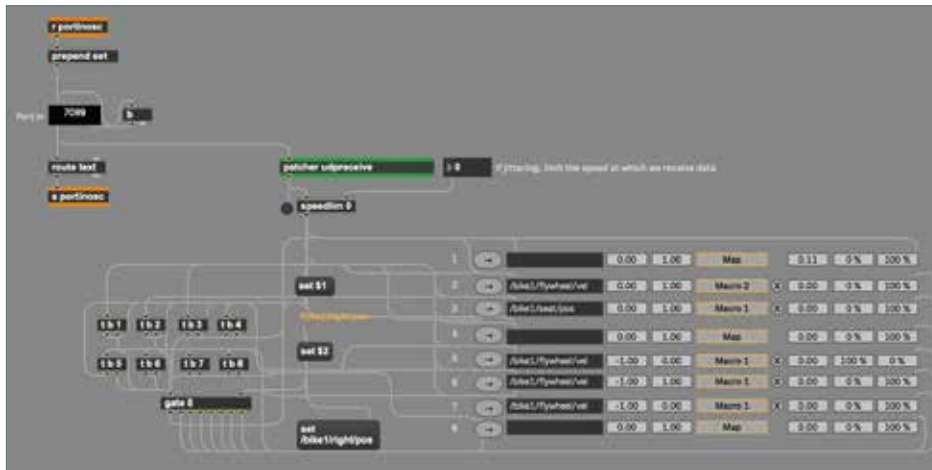 r portinosc
prepend set
Port in 7099 b
route text
s portinosc
patcher udpreceive
0 If jittering, limit the speed at which we receive data
speedlim 0
1 → 0.00 1.00 Map 0.11 0 % 100 %
set $1
2 → /bike1/flywheel/vel 0.00 1.00 Macro 2 X 0.00 0 % 100 %
3 → 0.00 1.00 Macro 1 X 0.00 0 % 100 %
/bike1/right/pos
t b 1 t b 2 t b 3 t b 4
4 → 0.00 1.00 Map 0.00 0 % 100 %
set $2
5 → /bike1/flywheel/vel -1.00 0.00 Macro 1 X 0.00 100 % 0 %
t b 5 t b 6 t b 7 t b 8
6 → /bike1/flywheel/vel -1.00 1.00 Macro 1 X 0.00 0 % 100 %
gate 8
7 → /bike1/flywheel/vel -1.00 0.00 Macro 1 X 0.00 0 % 100 %
→ 0.00 1.00 Map 0.00 0 % 100 %
set
/bike1/right/pos